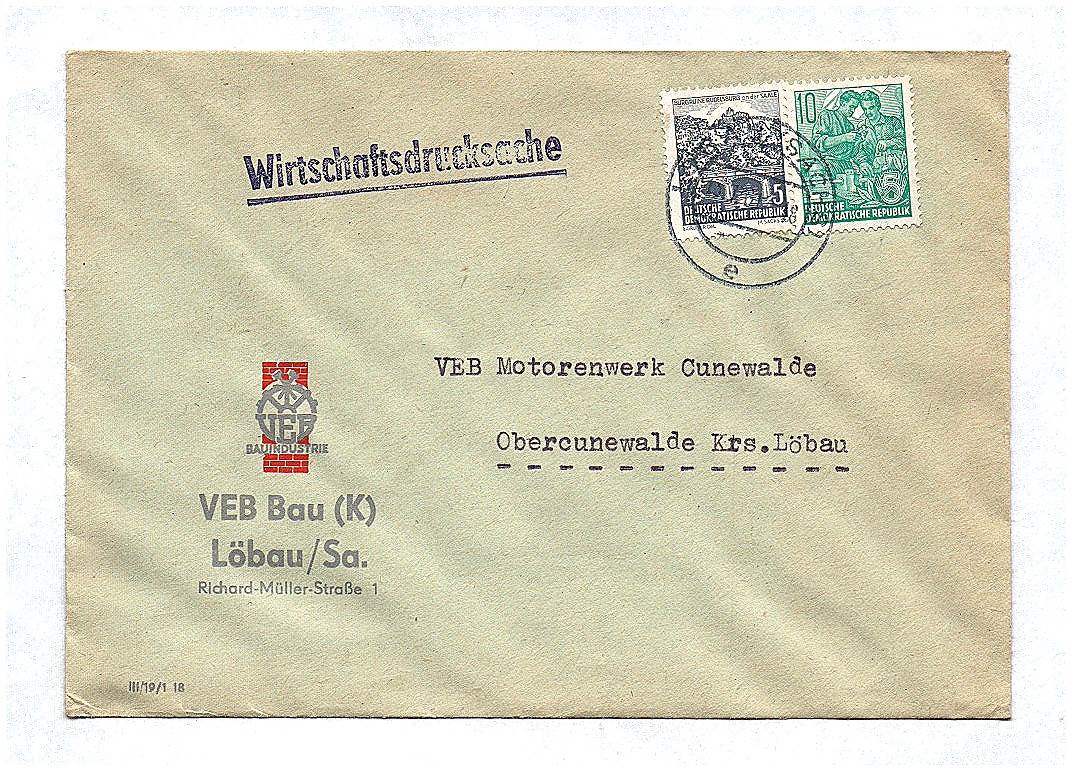 Wirtschaftsdrucksache
BURGRUINE RUDELSBURG an der SAALE
5
DEUTSCHE
DEMOKRATISCHE REPUBLIK
10
5
DEUTSCHE
DEMOKRATISCHE REPUBLIK
e
VEB Motorenwerk Cunewalde
Obercunewalde Krs.Löbau
VEB
BAUINDUSTRIE
VEB Bau (K)
Löbau/Sa.
Richard-Müller-Straße 1
III/19/1 18